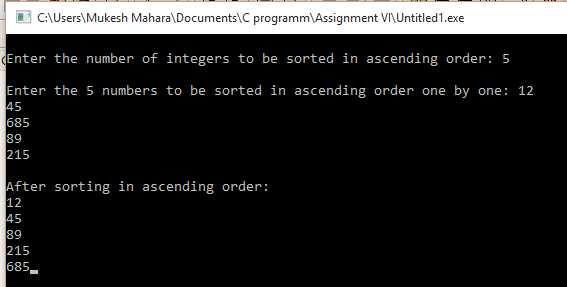 C:\Users\Mukesh Mahara\Documents\C programm\Assignment VI\Untitled1.exe
Enter the number of integers to be sorted in ascending order: 5
Enter the 5 numbers to be sorted in ascending order one by one: 12
45
685
89
215
After sorting in ascending order:
12
45
89
215
685